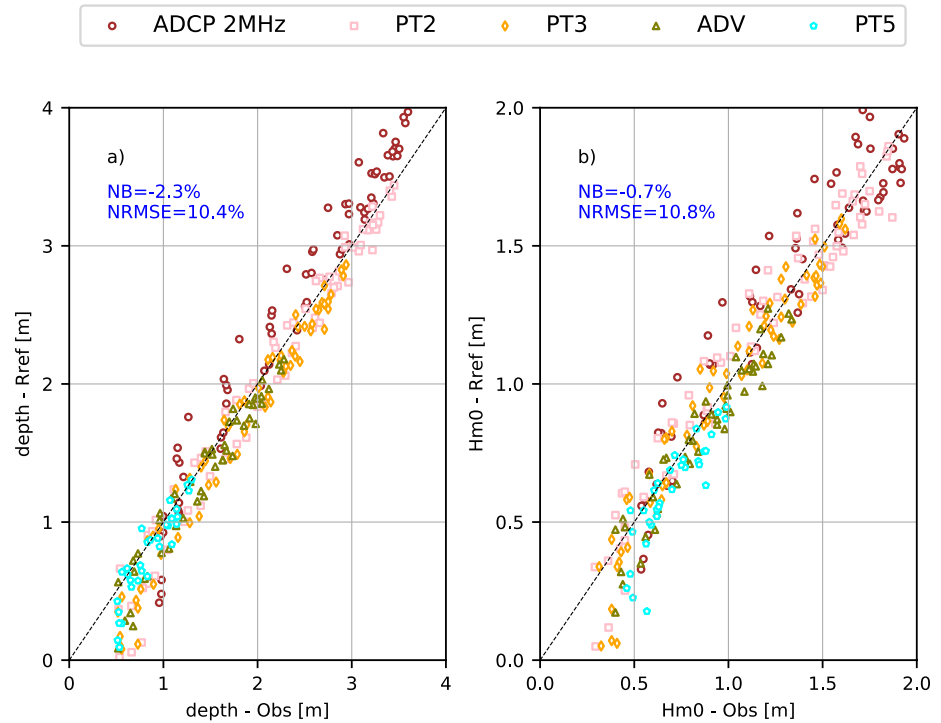 ADCP 2MHz PT2 PT3 ADV PT5
a)
NB=-2.3%
NRMSE=10.4%
depth - Rref [m]
4
3
2
1
0
0 1 2 3 4
depth - Obs [m]
b)
NB=-0.7%
NRMSE=10.8%
Hm0 - Rref [m]
2.0
1.5
1.0
0.5
0.0
0.0 0.5 1.0 1.5 2.0
Hm0 - Obs [m]